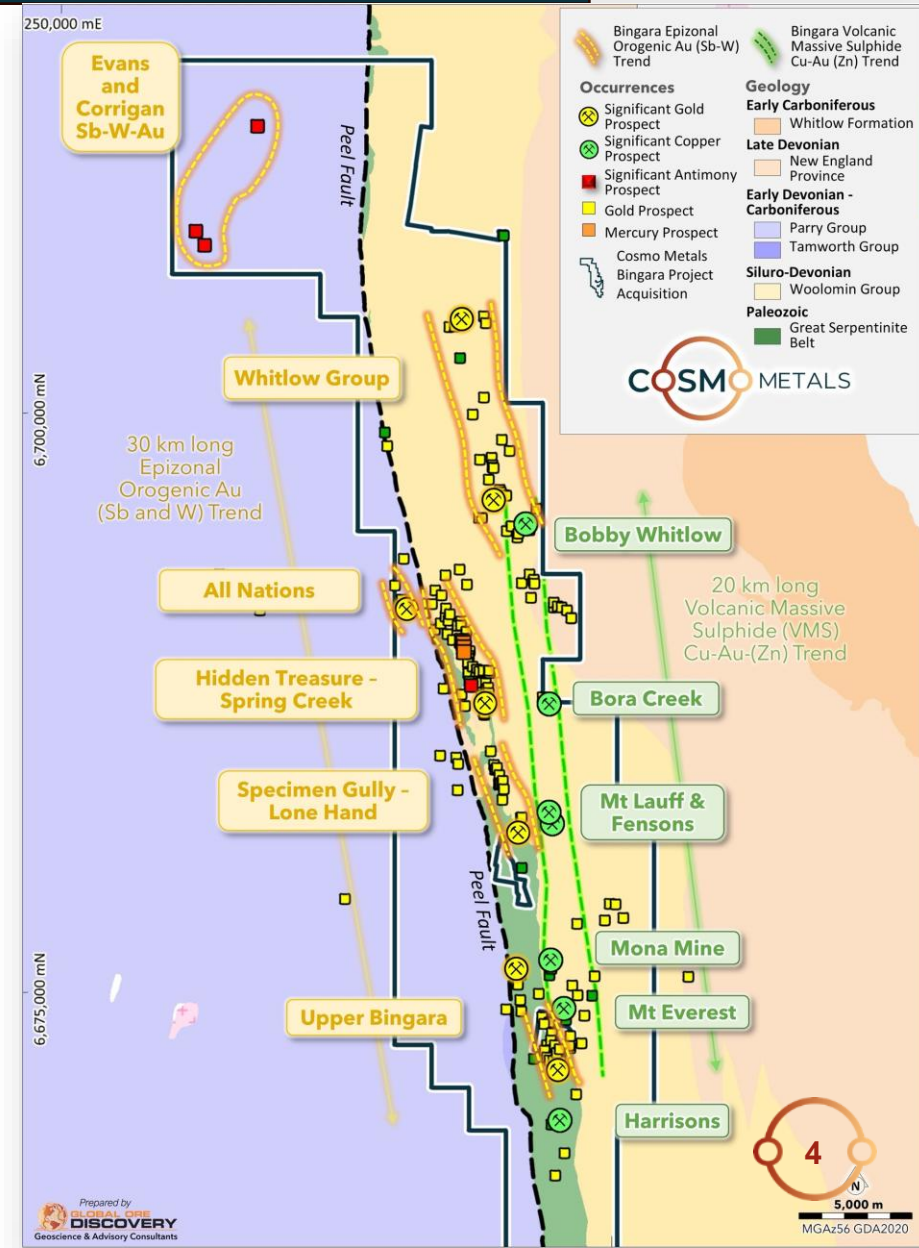 250,000 mE
Evans
and
Corrigan
Sb-W-Au
Peel Fault
Bingara Epizonal
Orogenic Au (Sb-W)
Trend
Bingara Volcanic
Massive Sulphide
Cu-Au (Zn) Trend
Occurrences
Significant Gold
Prospect
Significant Copper
Prospect
Significant Antimony
Prospect
Gold Prospect
Mercury Prospect
Cosmo Metals
Bingara Project
Acquisition
Geology
Early Carboniferous
Whitlow Formation
Late Devonian
New England
Province
Early Devonian -
Carboniferous
Parry Group
Tamworth Group
Siluro-Devonian
Woolomin Group
Paleozoic
Great Serpentinite
Belt
COSMO METALS
Whitlow Group
6,700,000 mN
30 km long
Epizonal
Orogenic Au
(Sb and W) Trend
Bobby Whitlow
All Nations
20 km long
Volcanic Massive
Sulphide (VMS)
Cu-Au-(Zn) Trend
Hidden Treasure –
Spring Creek
Bora Creek
Specimen Gully –
Lone Hand
Mt Lauff &
Fensons
Peel Fault
Mona Mine
6,675,000 mN
Upper Bingara
Mt Everest
Harrisons
4
N
5,000 m
MGAz56 GDA2020
Prepared by
GLOBAL ORE
DISCOVERY
Geoscience & Advisory Consultants